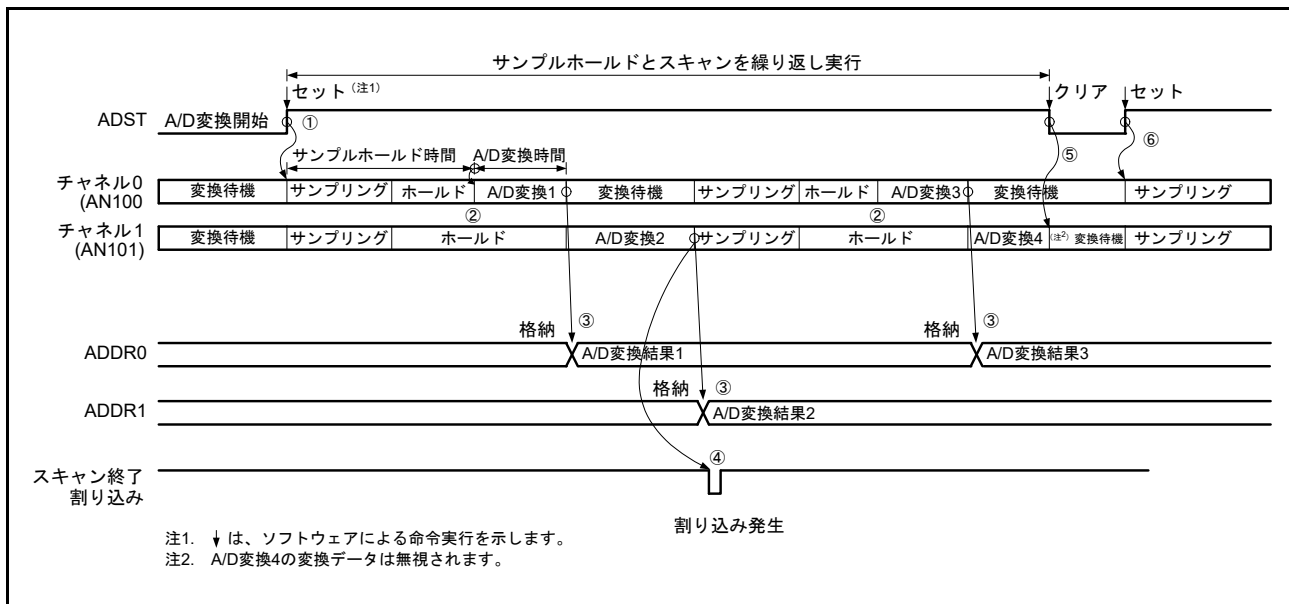 サンプルホールドとスキャンを繰り返し実行
セット(注1)
クリア
セット
ADST
A/D変換開始
①
⑤
⑥
サンプルホールド時間
A/D変換時間
チャネル0
(AN100
変換待機
サンプリング
ホールド
A/D変換1
変換待機
サンプリング
ホールド
A/D変換3
変換待機
サンプリング
②
②
チャネル1
(AN101)
変換待機
サンプリング
ホールド
A/D変換2
サンプリング
ホールド
A/D変換4
(注2)
変換待機
サンプリング
格納
③
格納
③
ADDR0
A/D変換結果1
A/D変換結果3
格納
③
ADDR1
A/D変換結果2
④
スキャン終了
割り込み
割り込み発生
注1. ↓は、ソフトウェアによる命令実行を示します。
注2. A/D変換4の変換データは無視されます。